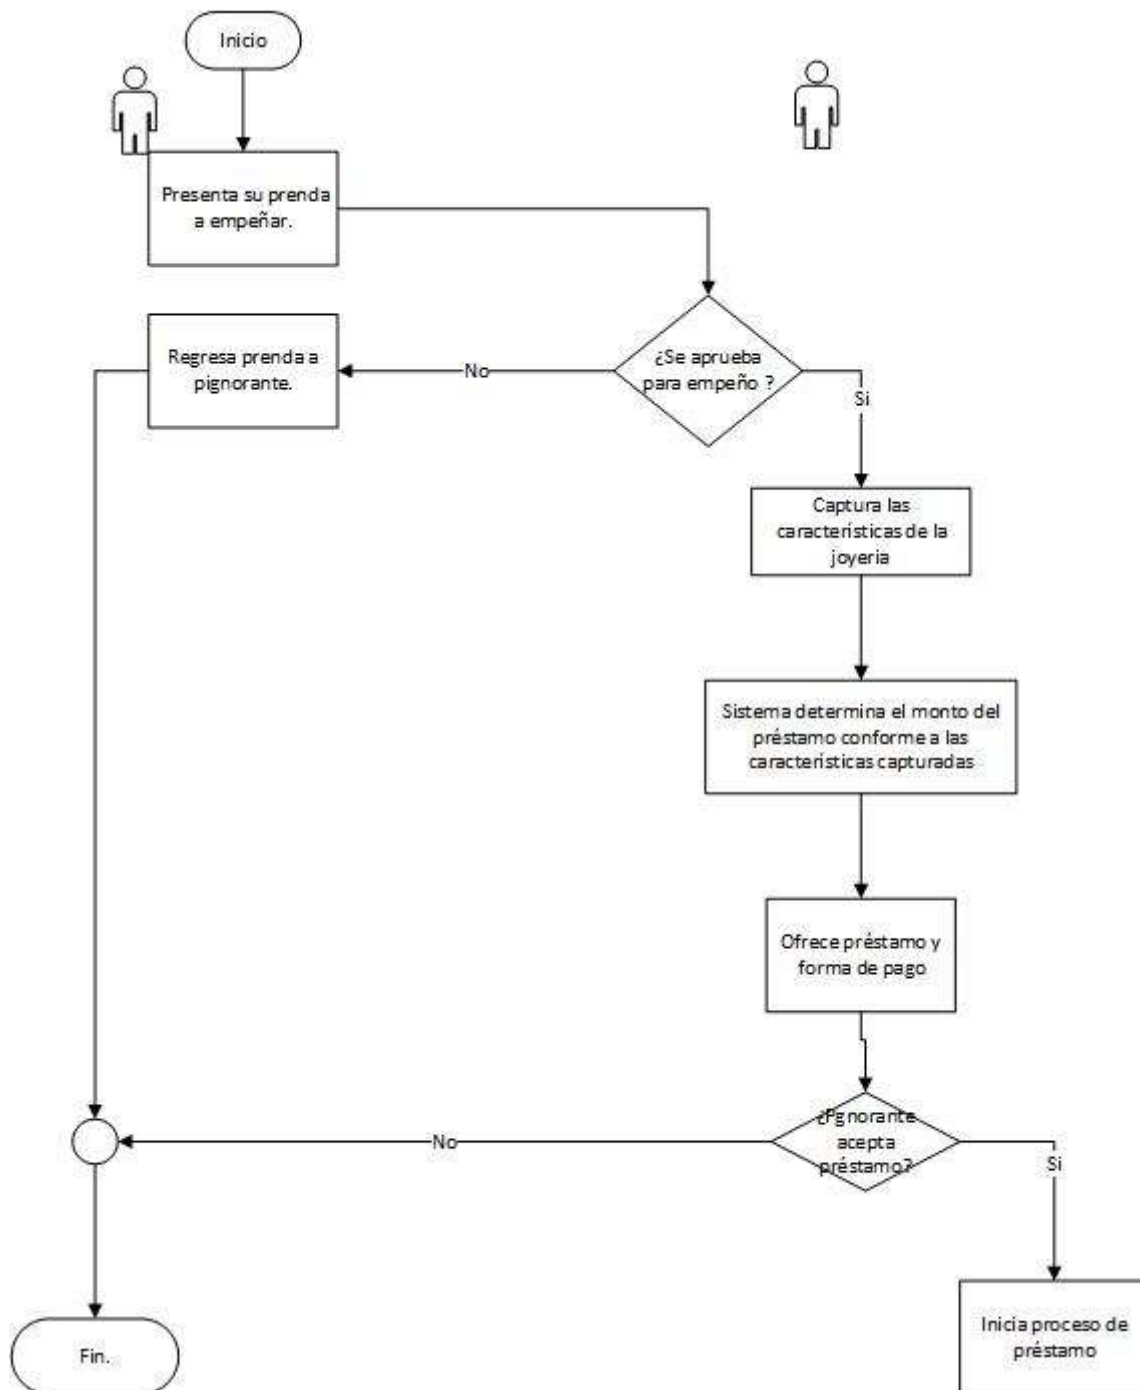 Inicio
Presenta su prenda
a empeñar.
¿Se aprueba
para empeño ?
Regresa prenda a
pignorante.
No
Si
Captura las
características de la
joyeria
Sistema determina el monto del
préstamo conforme a las
características capturadas
Ofrece préstamo y
forma de pago
¿Pgnorante
acepta
préstamo?
No
Si
Inicia proceso de
préstamo
Fin.